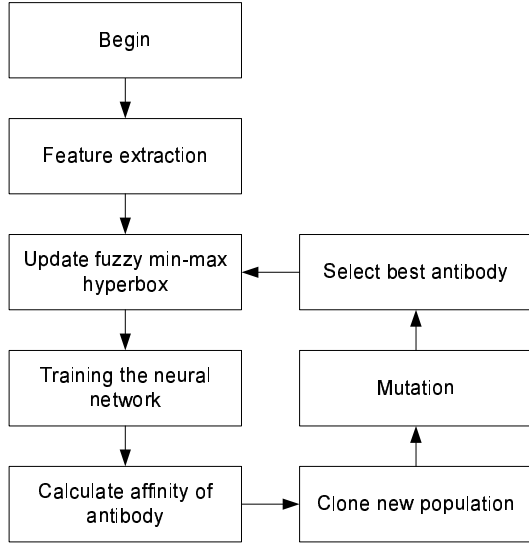 Begin
Feature extraction
Update fuzzy min-max
hyperbox
Select best antibody
Training the neural
network
Mutation
Calculate affinity of
antibody
Clone new population